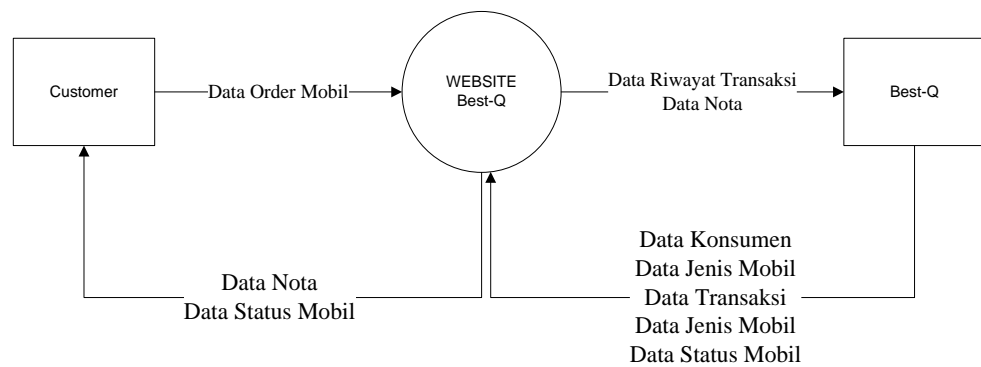 Customer
Data Order Mobil
WEBSITE
Best-Q
Data Riwayat Transaksi
Data Nota
Best-Q
Data Nota
Data Status Mobil
Data Konsumen
Data Jenis Mobil
Data Transaksi
Data Jenis Mobil
Data Status Mobil